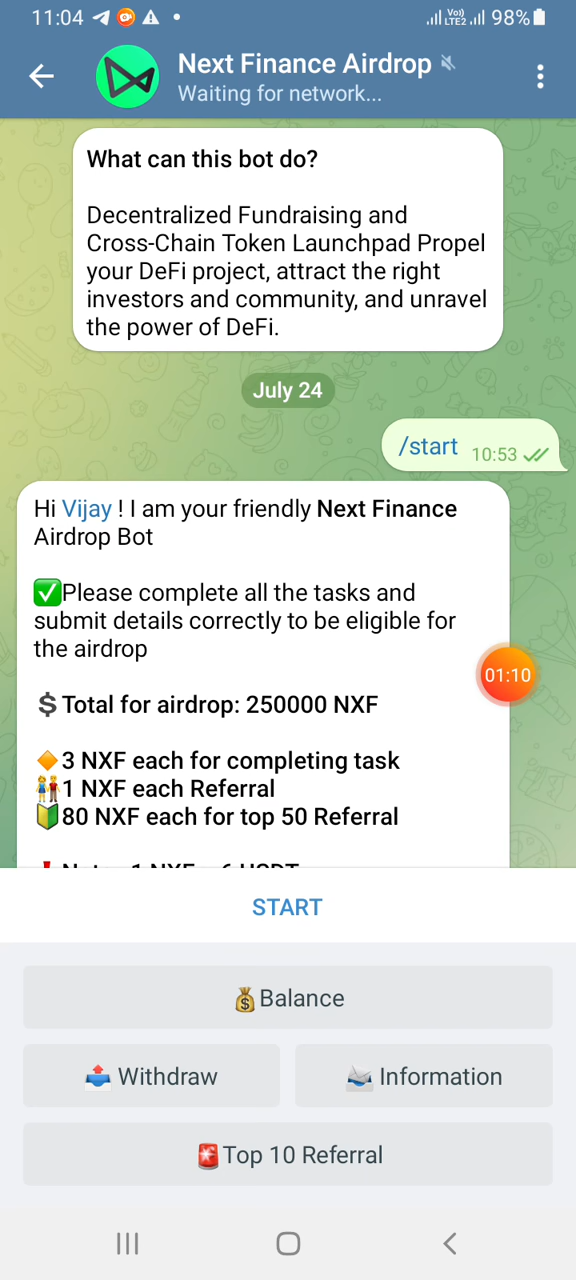 11:04 Vo) LTE2 98%
Next Finance Airdrop
Waiting for network...
What can this bot do?
Decentralized Fundraising and
Cross-Chain Token Launchpad Propel
your DeFi project, attract the right
investors and community, and unravel
the power of DeFi.
July 24
/start 10:53
Hi Vijay ! I am your friendly Next Finance
Airdrop Bot
✅Please complete all the tasks and
submit details correctly to be eligible for
the airdrop
01:10
💲Total for airdrop: 250000 NXF
🔶3 NXF each for completing task
👫1 NXF each Referral
🔰80 NXF each for top 50 Referral
START
💰Balance
📤 Withdraw
📨 Information
🚨Top 10 Referral